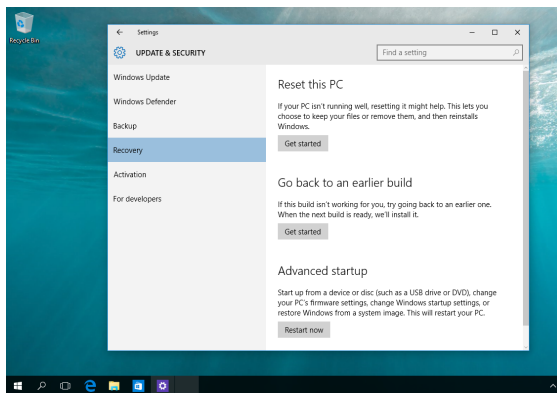 Recycle Bin
Settings
UPDATE & SECURITY
Find a setting
Windows Update
Windows Defender
Backup
Recovery
Activation
For developers
Reset this PC
If your PC isn't running well, resetting it might help. This lets you
choose to keep your files or remove them, and then reinstalls
Windows.
Get started
Go back to an earlier build
If this build isn't working for you, try going back to an earlier one.
When the next build is ready, we'll install it.
Get started
Advanced startup
Start up from a device or disc (such as a USB drive or DVD), change
your PC's firmware settings, change Windows startup settings, or
restore Windows from a system image. This will restart your PC.
Restart now